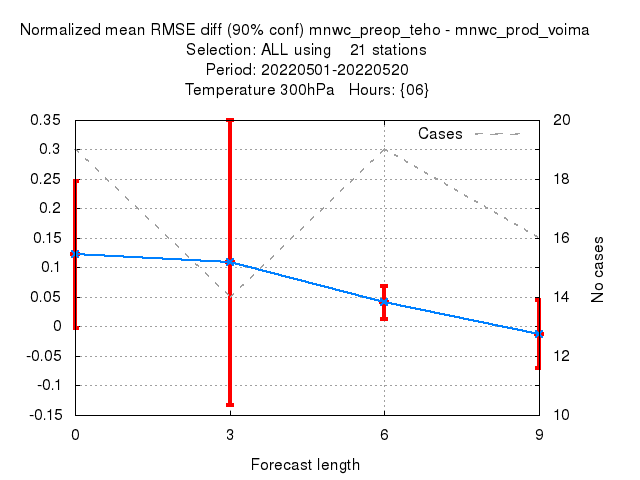 Normalized mean RMSE diff (90% conf) mnwc_preop_teho - mnwc_prod_voima
Selection: ALL using    21 stations
Period: 20220501-20220520
Temperature 300hPa   Hours: {06}
0.35
0.3
0.25
0.2
0.15
0.1
0.05
0
-0.05
-0.1
-0.15
Cases
20
18
16
14
12
10
No cases
0 3 6 9
Forecast length